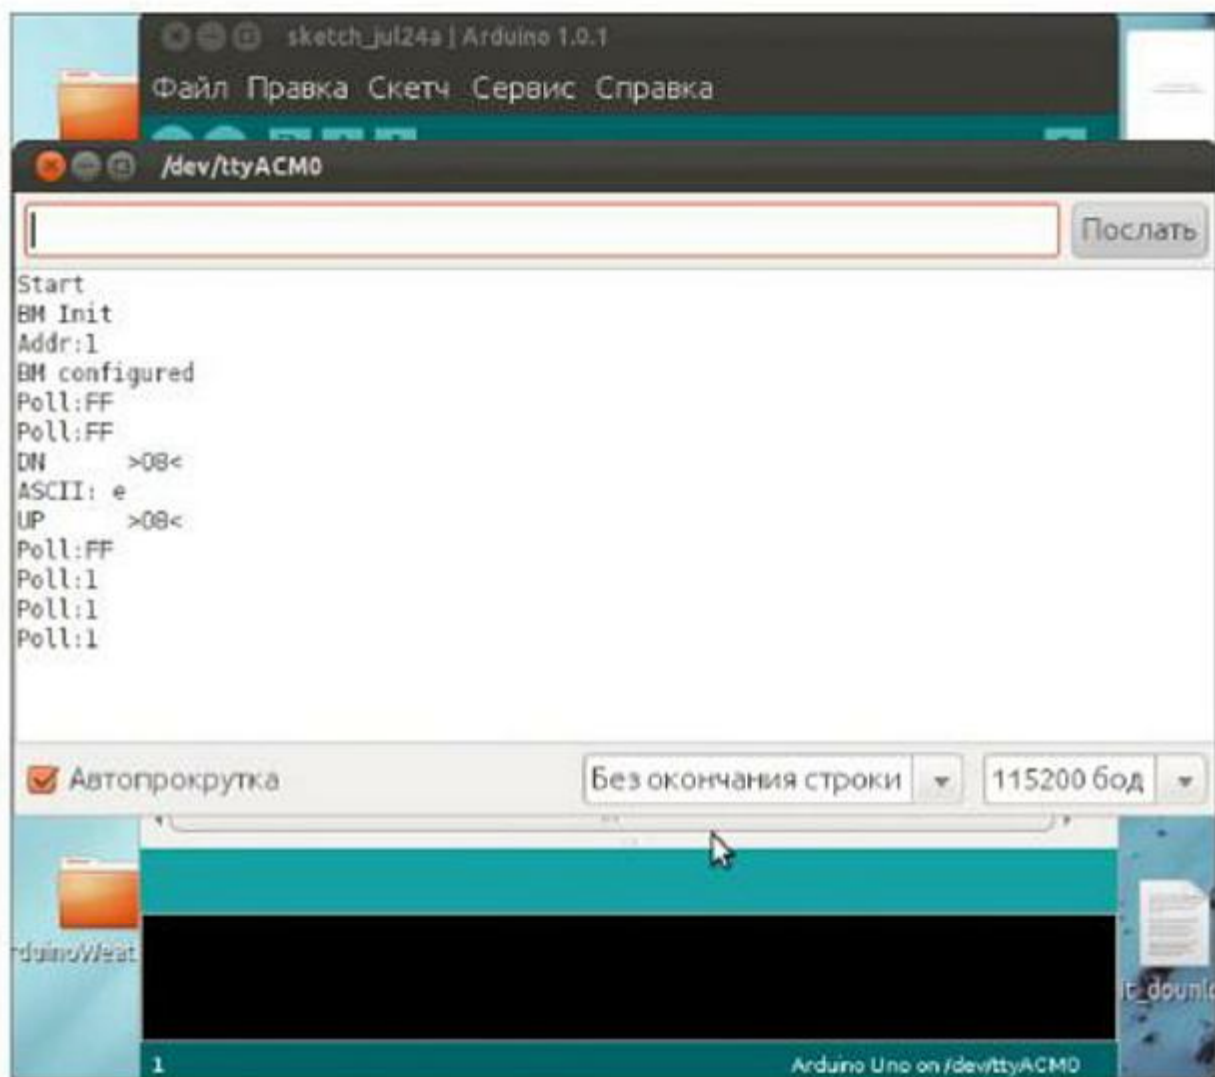 sketch_jul24a | Arduino 1.0.1
Файл Правка Скетч Сервис Справка
/dev/ttyACM0
Послать
Start
BM Init
Addr:1
BM configured
Poll:FF
Poll:FF
DN >08<
ASCII: e
UP >08<
Poll:FF
Poll:1
Poll:1
Poll:1
Автопрокрутка
Без окончания строки
115200 бод
rduinoWeat
1
Arduino Uno on /dev/ttyACM0